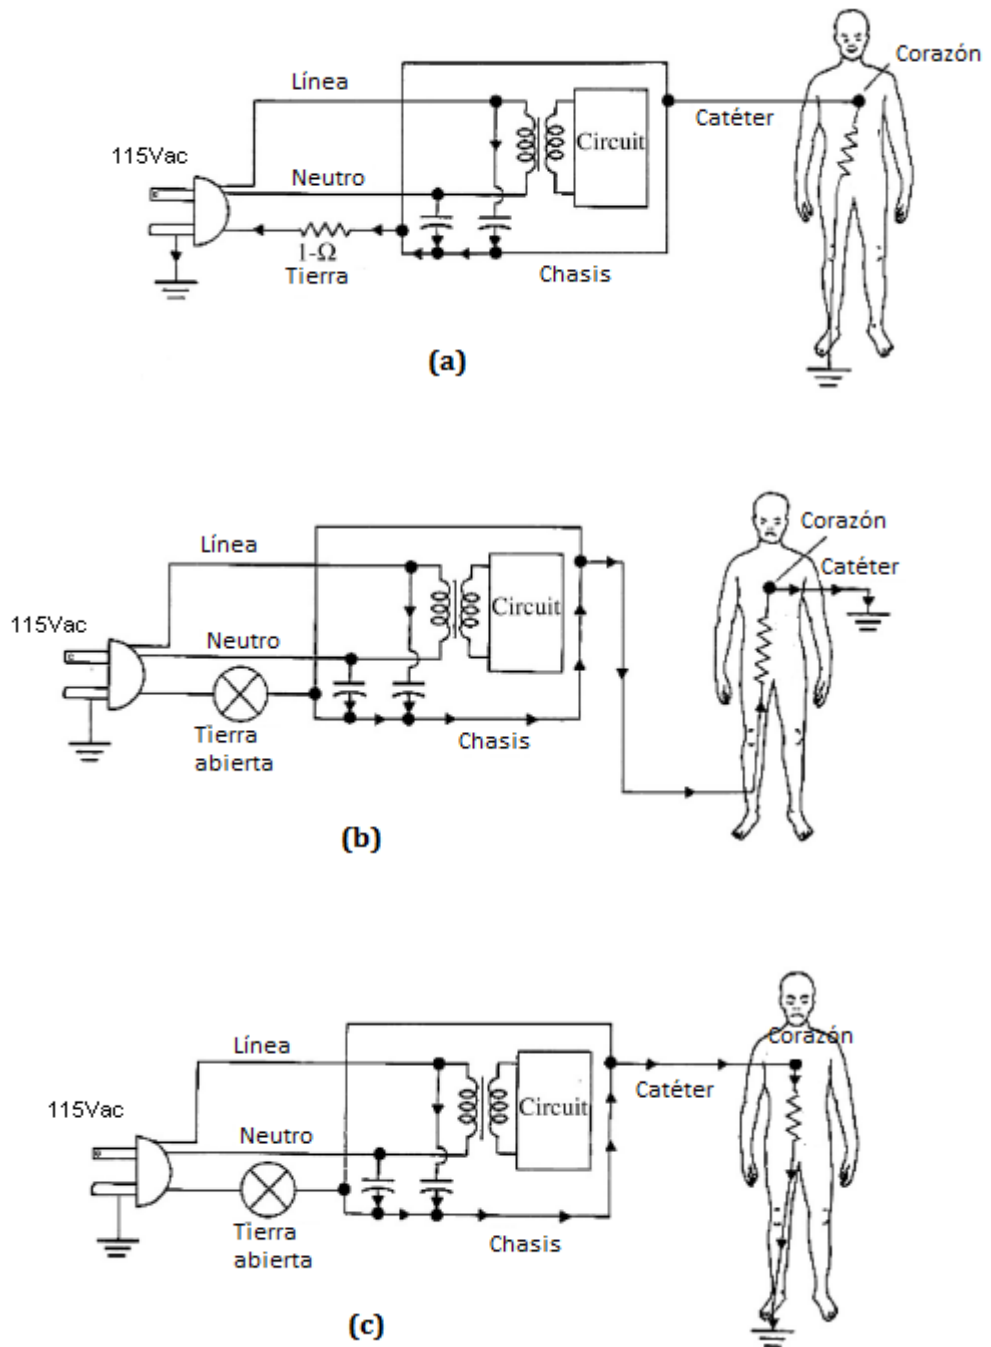 Corazón
Línea
Catéter
115Vac
Circuit
Neutro
1-Ω
Tierra
Chasis
(a)
Corazón
Línea
Catéter
Circuit
115Vac
Neutro
Tierra
abierta
Chasis
(b)
Corazón
Línea
Catéter
Circuit
115Vac
Neutro
Tierra
abierta
Chasis
(c)